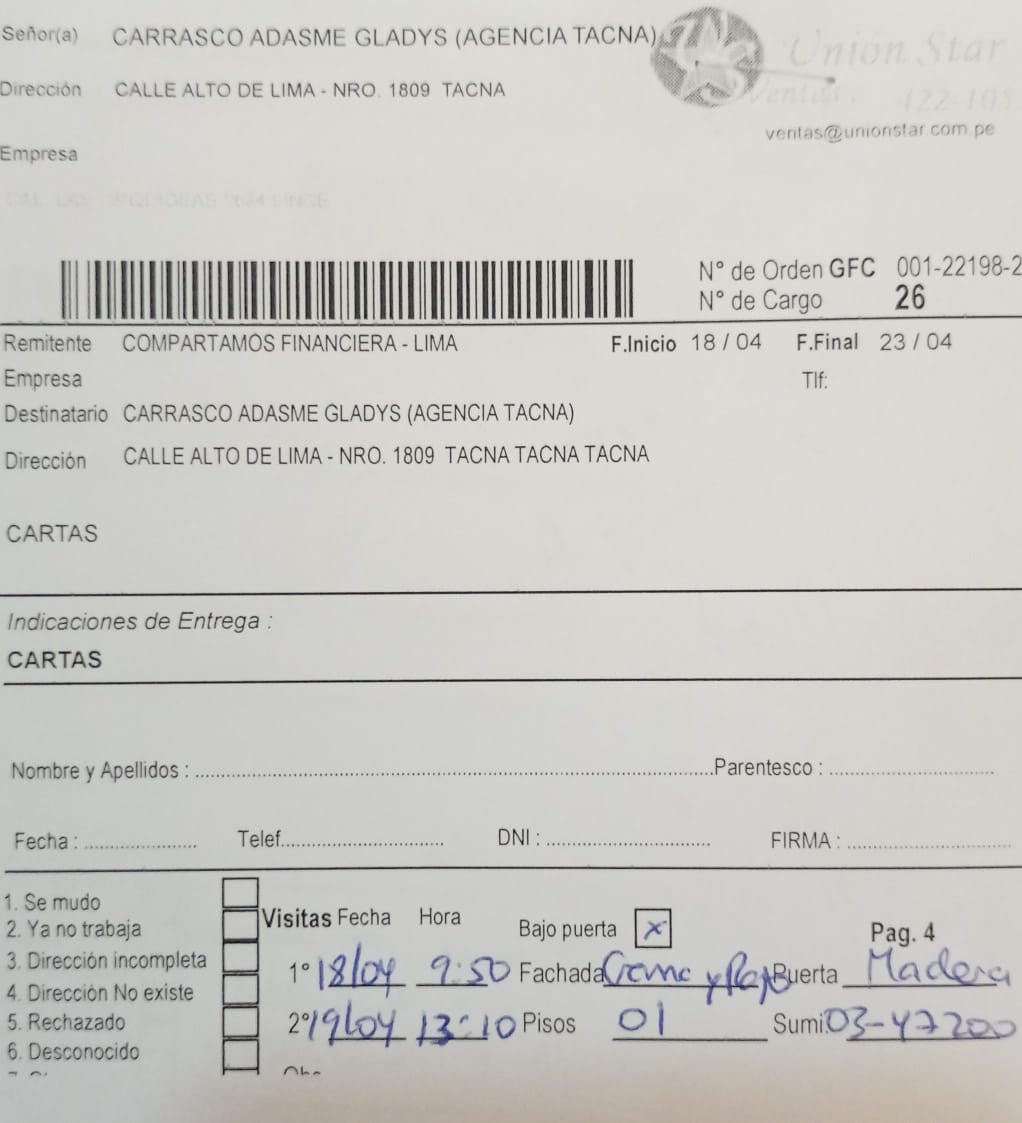 Señor(a) CARRASCO ADASME GLADYS (AGENCIA TACNA)
Unión Star
Dirección CALLE ALTO DE LIMA - NRO. 1809 TACNA
Ventas: 422-105
ventas@unionstar.com.pe
Empresa
N° de Orden GFC 001-22198-2
N° de Cargo 26
Remitente COMPARTAMOS FINANCIERA - LIMA F.Inicio 18 / 04 F.Final 23 / 04
Empresa Tlf:
Destinatario CARRASCO ADASME GLADYS (AGENCIA TACNA)
Dirección CALLE ALTO DE LIMA - NRO. 1809 TACNA TACNA TACNA
CARTAS
Indicaciones de Entrega :
CARTAS
Nombre y Apellidos : Parentesco :
Fecha : Telef. DNI : FIRMA :
1. Se mudo
2. Ya no trabaja
3. Dirección incompleta
4. Dirección No existe
5. Rechazado
6. Desconocido
Visitas Fecha Hora Bajo puerta x Pag. 4
1° 18/04 9:50 Fachada Crema y Rojo Puerta Madera
2° 19/04 13:10 Pisos 01 Sumi. 03-47200